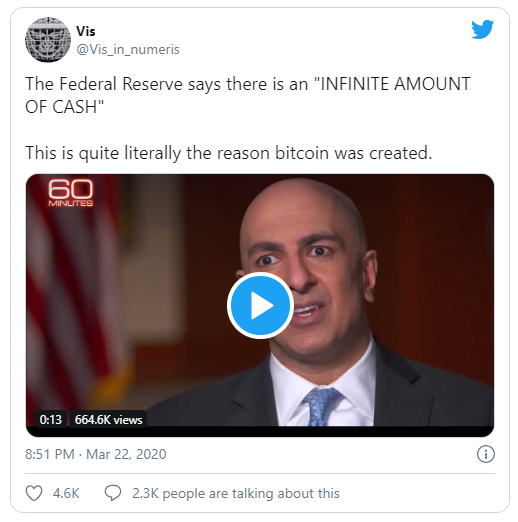 Vis
@Vis_in_numeris
The Federal Reserve says there is an "INFINITE AMOUNT
OF CASH"
This is quite literally the reason bitcoin was created.
60
MINUTES
0:13 664.6K views
8:51 PM · Mar 22, 2020
4.6K 2.3K people are talking about this